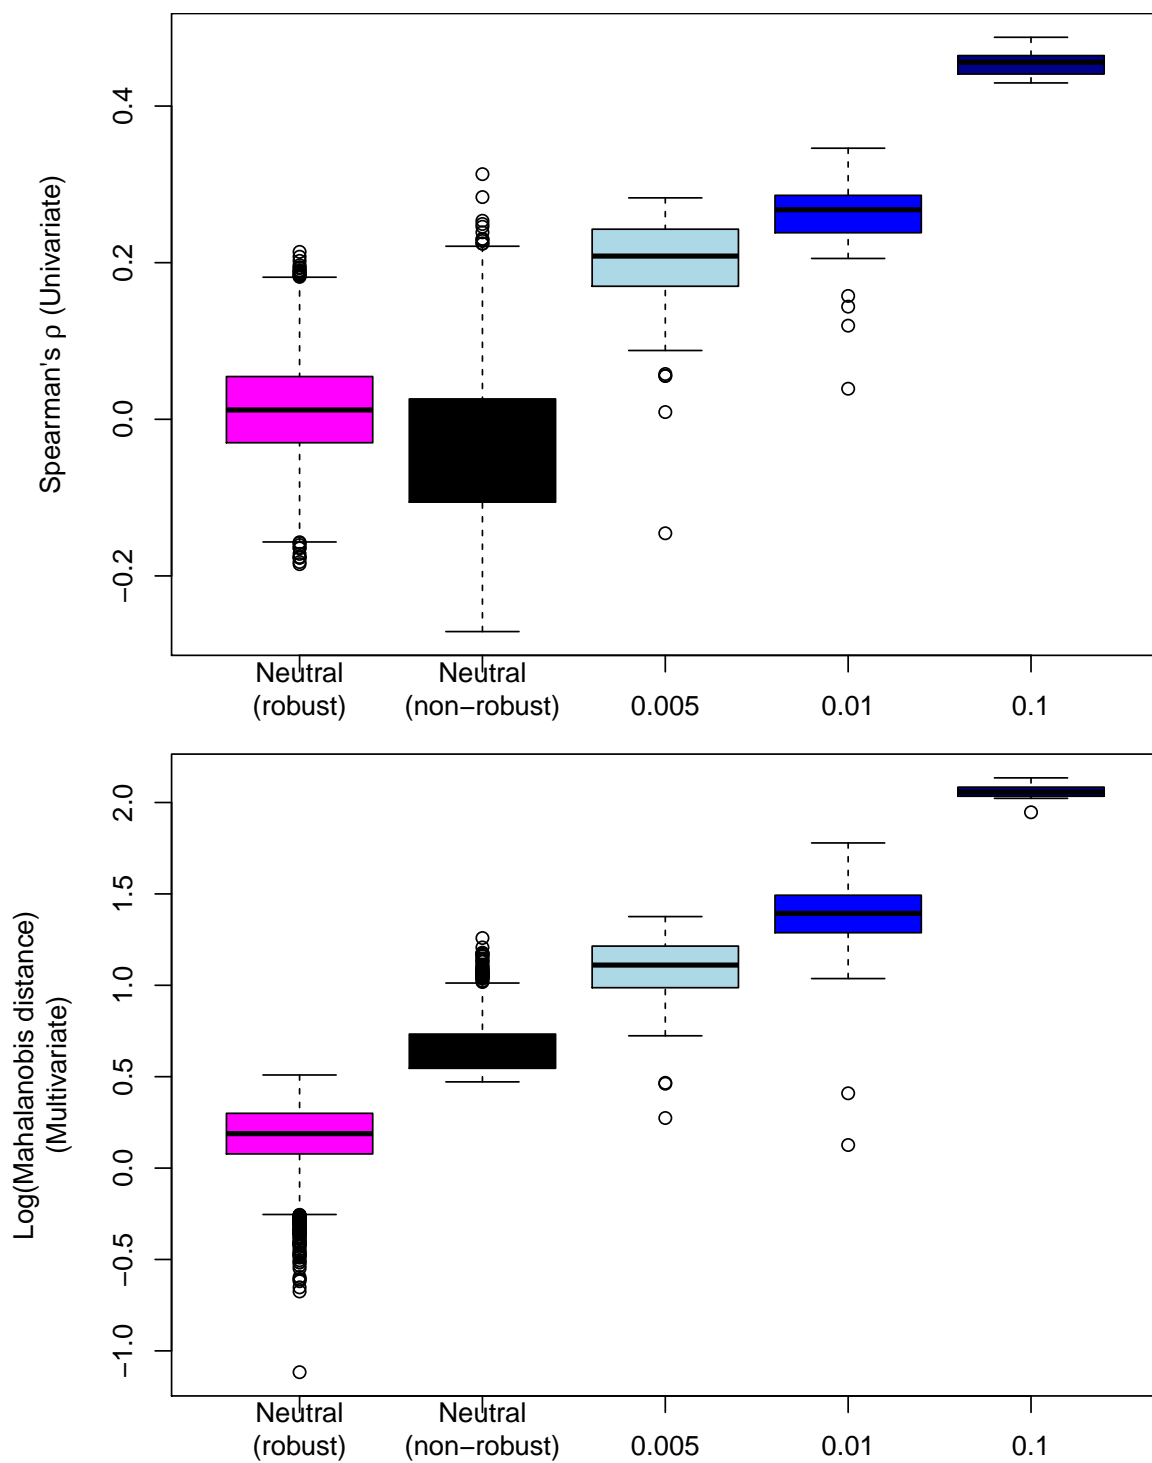 Spearman's ρ (Univariate)
0.4
0.2
0.0
−0.2
Neutral
(robust)
Neutral
(non−robust)
0.005
0.01
0.1
Log(Mahalanobis distance)
(Multivariate)
2.0
1.5
1.0
0.5
0.0
−0.5
−1.0
Neutral
(robust)
Neutral
(non−robust)
0.005
0.01
0.1